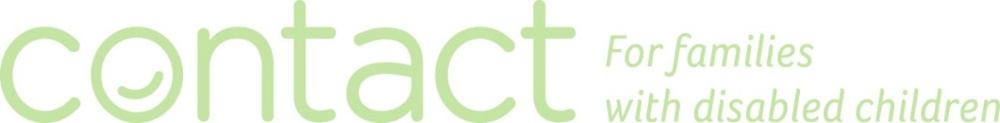 contact
For families
with disabled children